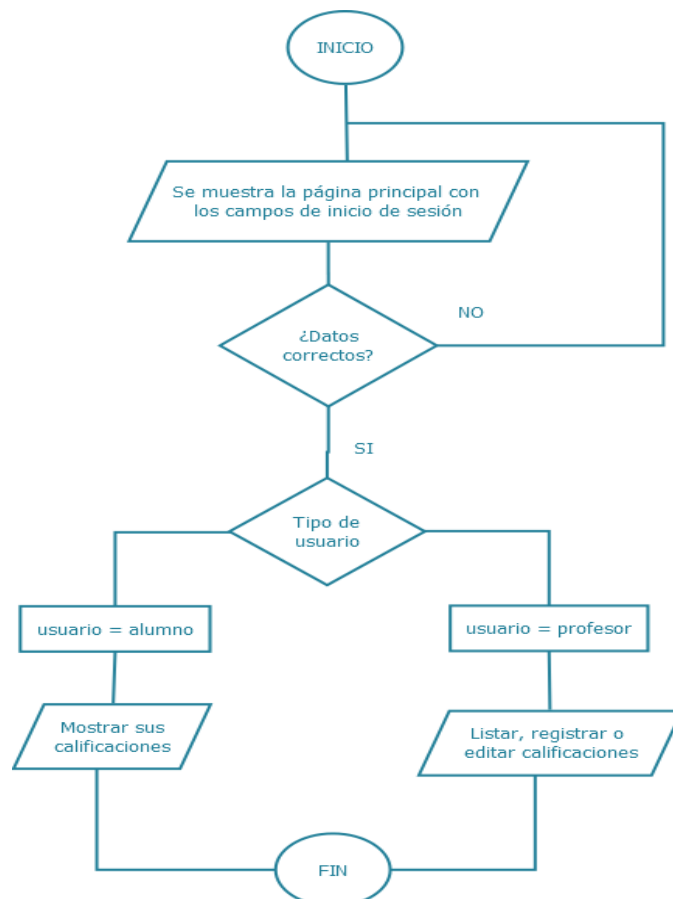 INICIO
Se muestra la página principal con
los campos de inicio de sesión
¿Datos
correctos?
NO
SI
Tipo de
usuario
usuario = alumno
usuario = profesor
Mostrar sus
calificaciones
Listar, registrar o
editar calificaciones
FIN